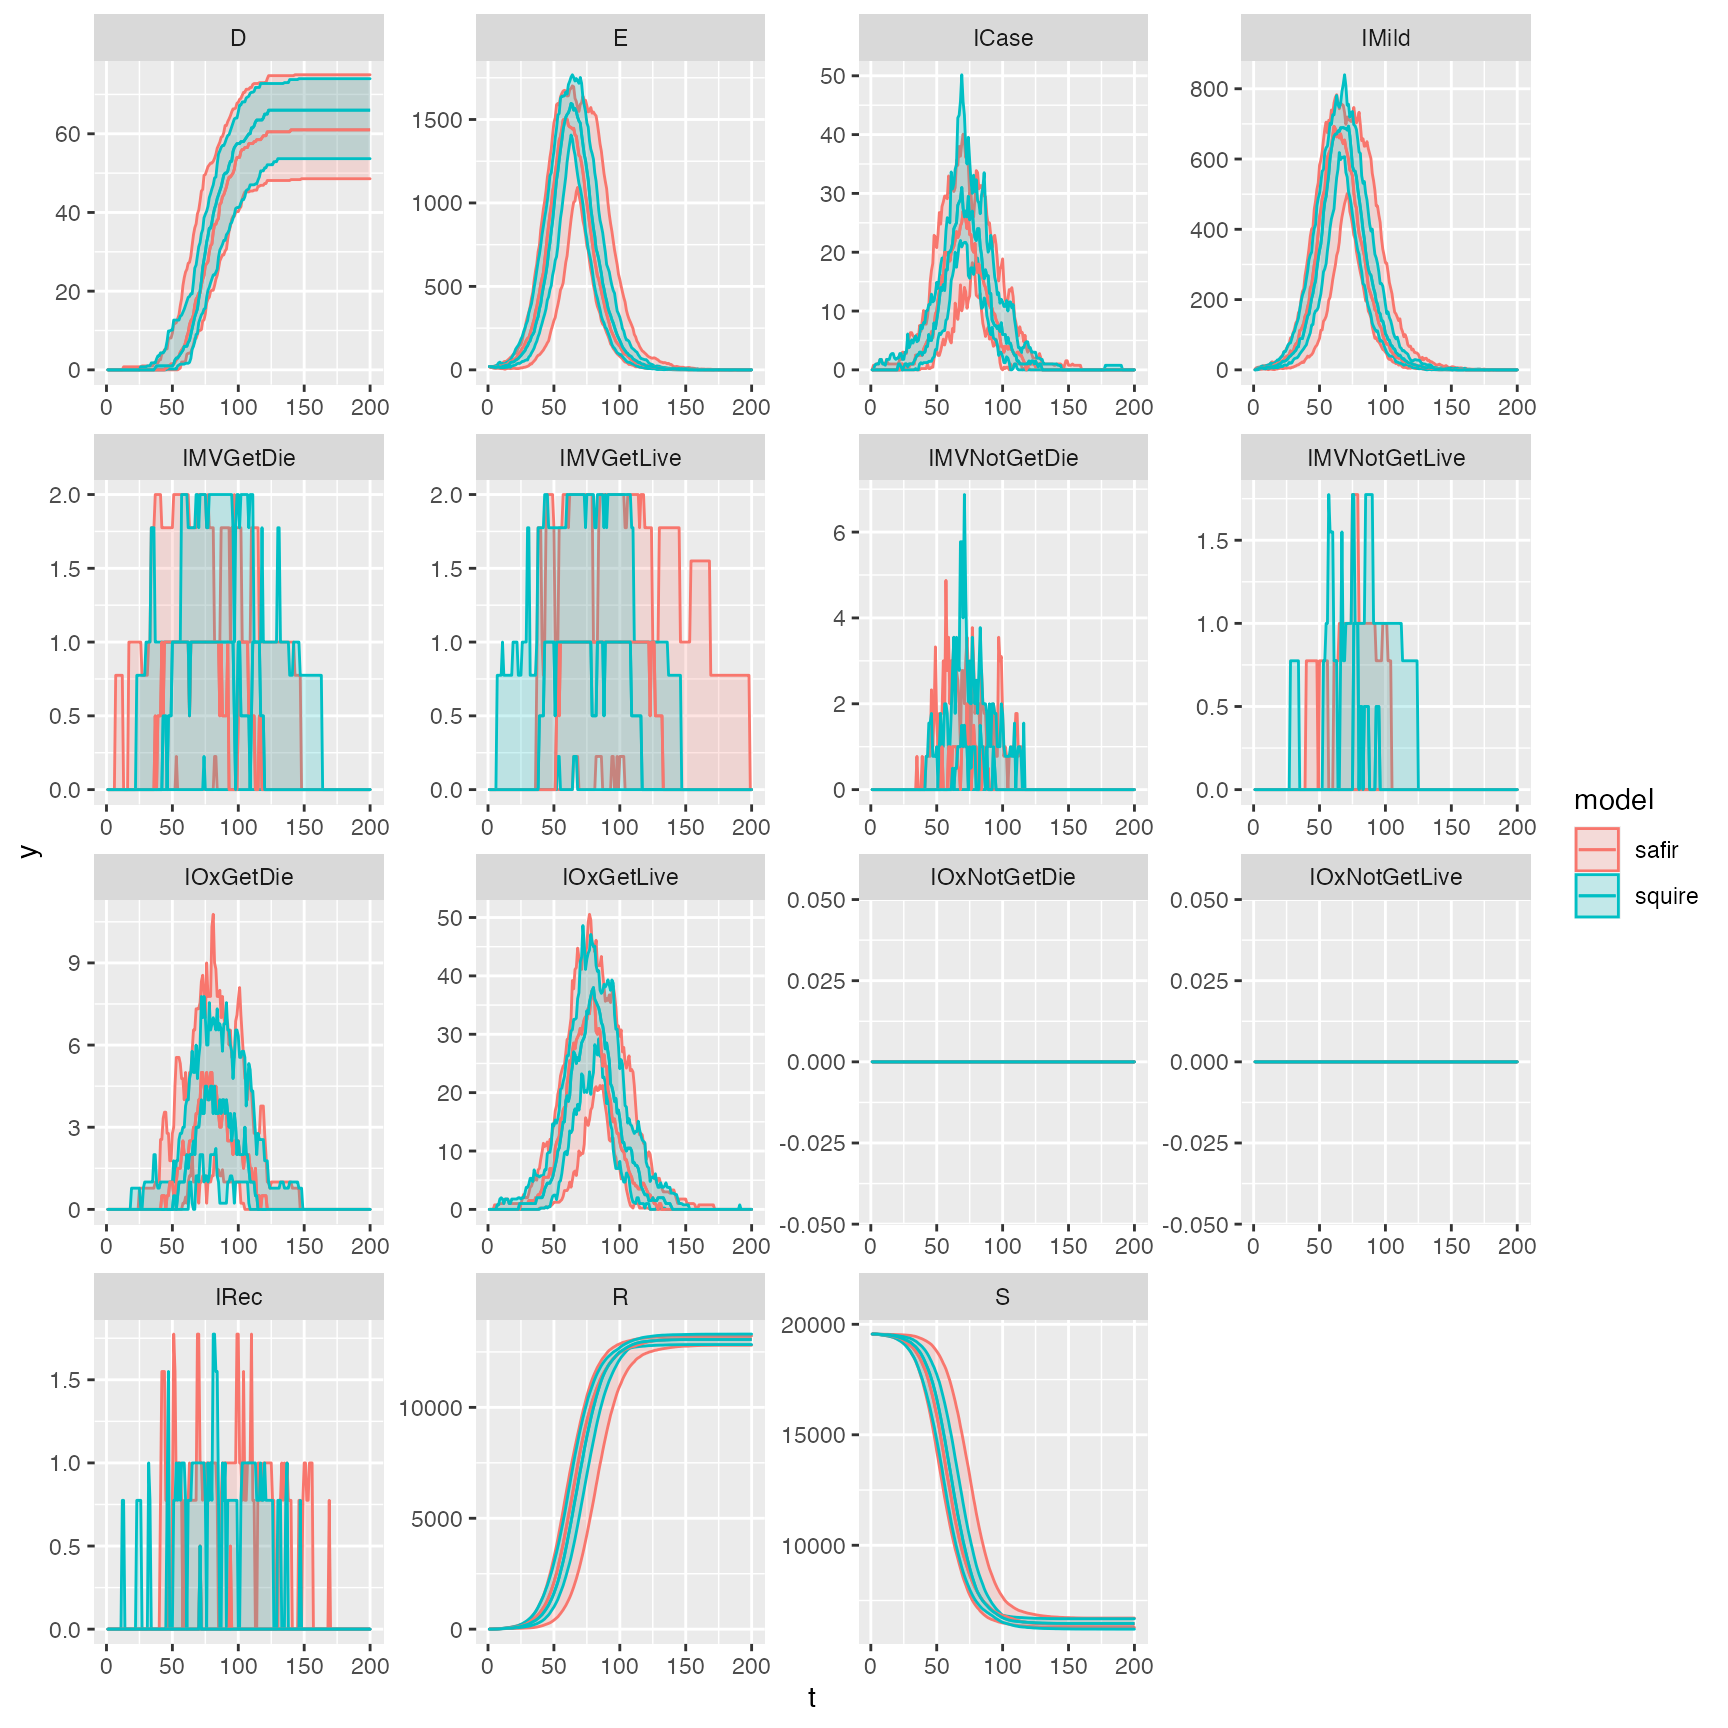 D E ICase IMild
60 40 20 0
1500 1000 500 0
50 40 30 20 10 0
800 600 400 200 0
0 50 100 150 200 0 50 100 150 200 0 50 100 150 200 0 50 100 150 200
IMVGetDie IMVGetLive IMVNotGetDie IMVNotGetLive
2.0 1.5 1.0 0.5 0.0
2.0 1.5 1.0 0.5 0.0
6 4 2 0
1.5 1.0 0.5 0.0
0 50 100 150 200 0 50 100 150 200 0 50 100 150 200 0 50 100 150 200
IOxGetDie IOxGetLive IOxNotGetDie IOxNotGetLive
9 6 3 0
50 40 30 20 10 0
0.050 0.025 0.000 -0.025 -0.050
0.050 0.025 0.000 -0.025 -0.050
0 50 100 150 200 0 50 100 150 200 0 50 100 150 200 0 50 100 150 200
IRec R S
1.5 1.0 0.5 0.0
10000 5000 0
20000 15000 10000
0 50 100 150 200 0 50 100 150 200 0 50 100 150 200
t
y
model
safir
squire